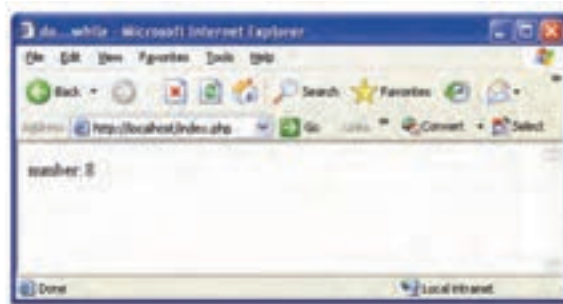 do...while - Microsoft Internet Explorer
File Edit View Favorites Tools Help
Back Search Favorites
Address http://localhost/index.php Go Links Convert Select
number 8
Done Local intranet